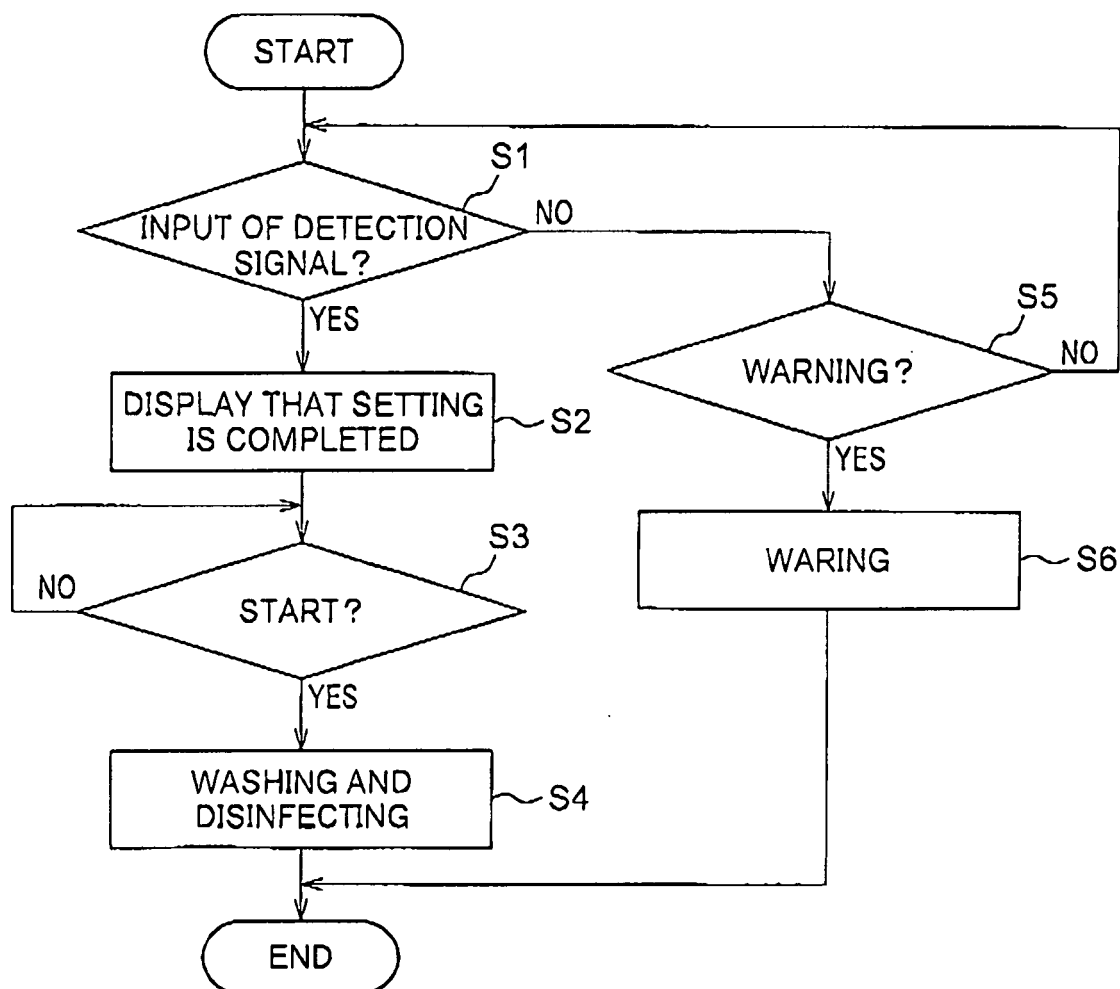 START
S1
INPUT OF DETECTION
SIGNAL?
NO
YES
S5
WARNING?
NO
YES
DISPLAY THAT SETTING
IS COMPLETED
S2
S3
START?
NO
YES
WARING
S6
WASHING AND
DISINFECTING
S4
END